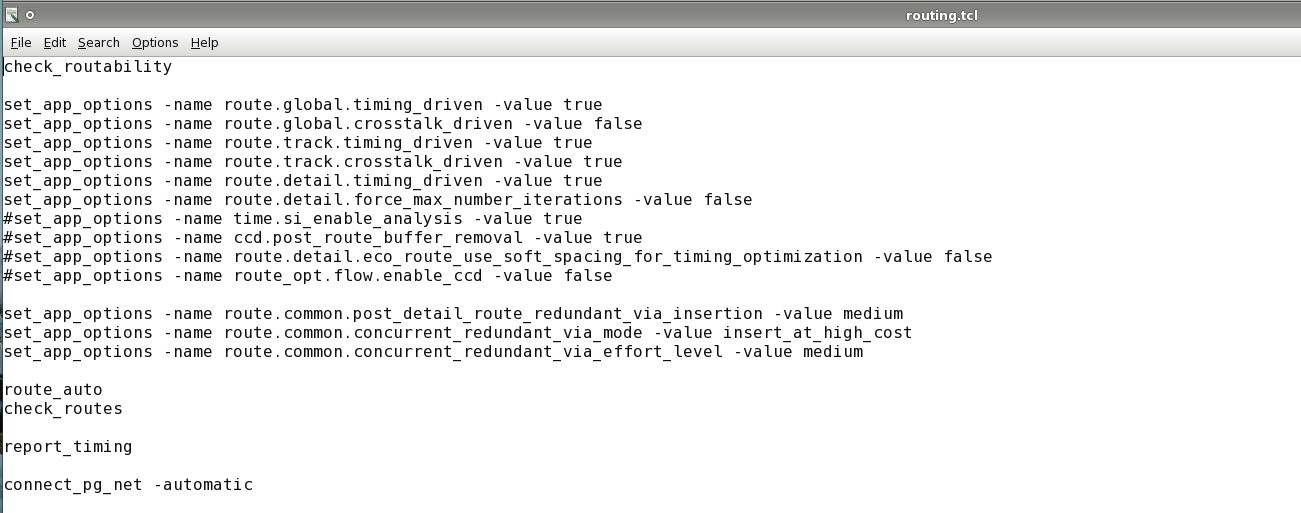 routing.tcl
File Edit Search Options Help
check_routability
set_app_options -name route.global.timing_driven -value true
set_app_options -name route.global.crosstalk_driven -value false
set_app_options -name route.track.timing_driven -value true
set_app_options -name route.track.crosstalk_driven -value true
set_app_options -name route.detail.timing_driven -value true
set_app_options -name route.detail.force_max_number_iterations -value false
#set_app_options -name time.si_enable_analysis -value true
#set_app_options -name ccd.post_route_buffer_removal -value true
#set_app_options -name route.detail.eco_route_use_soft_spacing_for_timing_optimization -value false
#set_app_options -name route_opt.flow.enable_ccd -value false
set_app_options -name route.common.post_detail_route_redundant_via_insertion -value medium
set_app_options -name route.common.concurrent_redundant_via_mode -value insert_at_high_cost
set_app_options -name route.common.concurrent_redundant_via_effort_level -value medium
route_auto
check_routes
report_timing
connect_pg_net -automatic